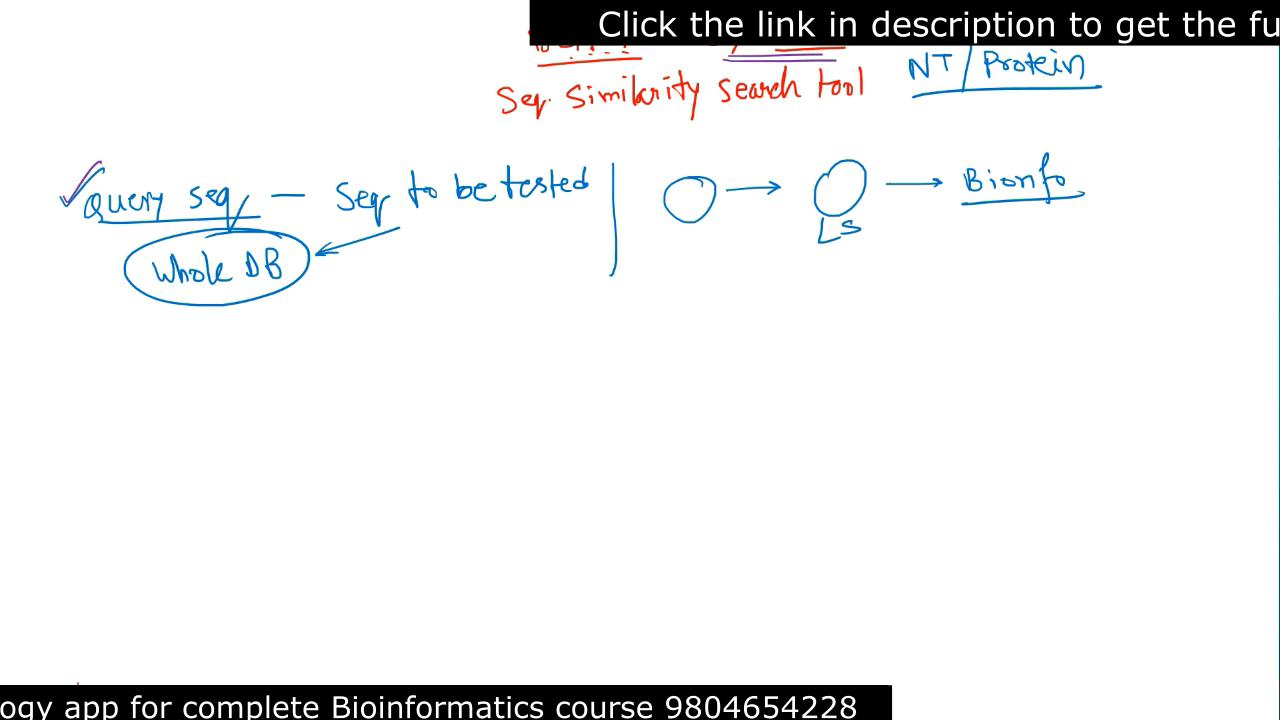 Click the link in description to get the fu
NT/Protein
Seq. Similarity search tool
Query seq — Seq to be tested
Whole DB
LS
Bionfo
ogy app for complete Bioinformatics course 9804654228